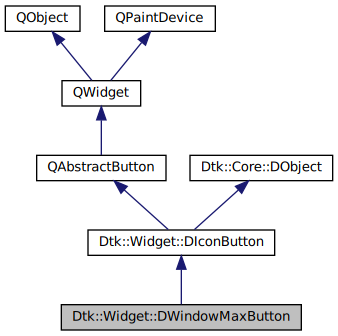 QObject
QPaintDevice
QWidget
QAbstractButton
Dtk::Core::DObject
Dtk::Widget::DIconButton
Dtk::Widget::DWindowMaxButton